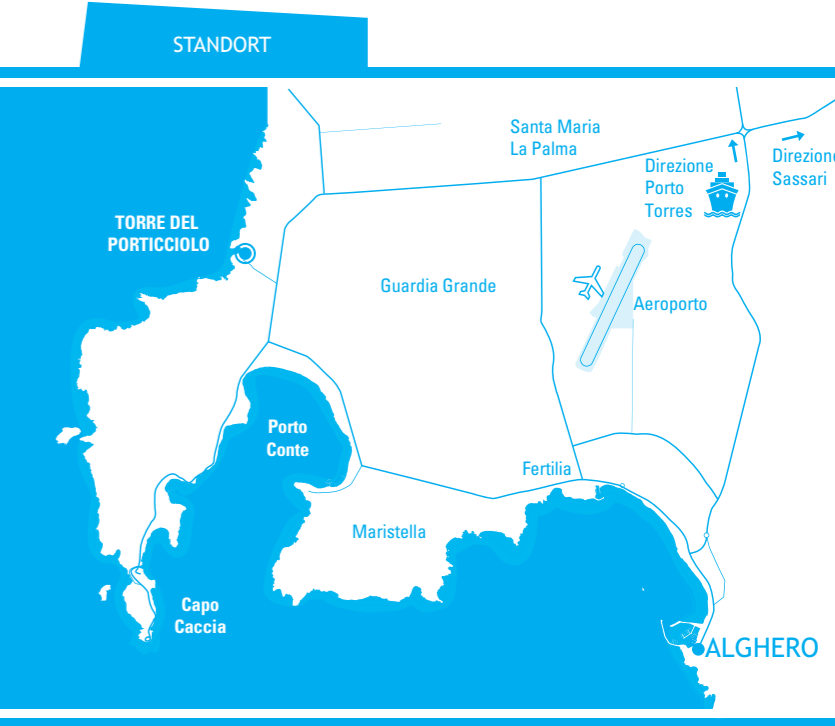 STANDORT
Santa Maria
La Palma
Direzione
Porto
Torres
Direzione
Sassari
TORRE DEL
PORTICCIOLO
Guardia Grande
Aeroporto
Porto
Conte
Fertilia
Maristella
Capo
Caccia
ALGHERO